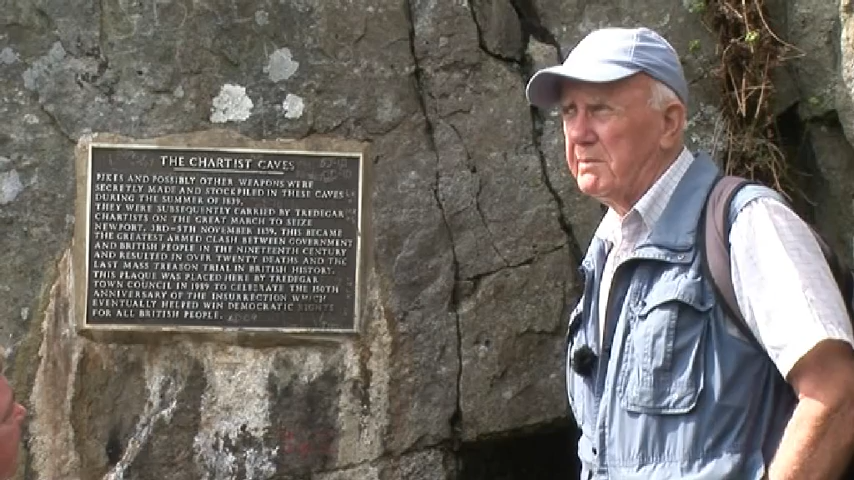 THE CHARTIST CAVES
PIKES AND POSSIBLY OTHER WEAPONS WERE
SECRETLY MADE AND STOCKPILED IN THESE CAVES
DURING THE SUMMER OF 1839.
THEY WERE SUBSEQUENTLY CARRIED BY TREDEGAR
CHARTISTS ON THE GREAT MARCH TO SEIZE
NEWPORT, 3RD-5TH NOVEMBER 1839. THIS BECAME
THE GREATEST ARMED CLASH BETWEEN GOVERNMENT
AND BRITISH PEOPLE IN THE NINETEENTH CENTURY
AND RESULTED IN OVER TWENTY DEATHS AND THE
LAST MASS TREASON TRIAL IN BRITISH HISTORY.
THIS PLAQUE WAS PLACED HERE BY TREDEGAR
TOWN COUNCIL IN 1989 TO CELEBRATE THE 150TH
ANNIVERSARY OF THE INSURRECTION WHICH
EVENTUALLY HELPED WIN DEMOCRATIC RIGHTS
FOR ALL BRITISH PEOPLE.